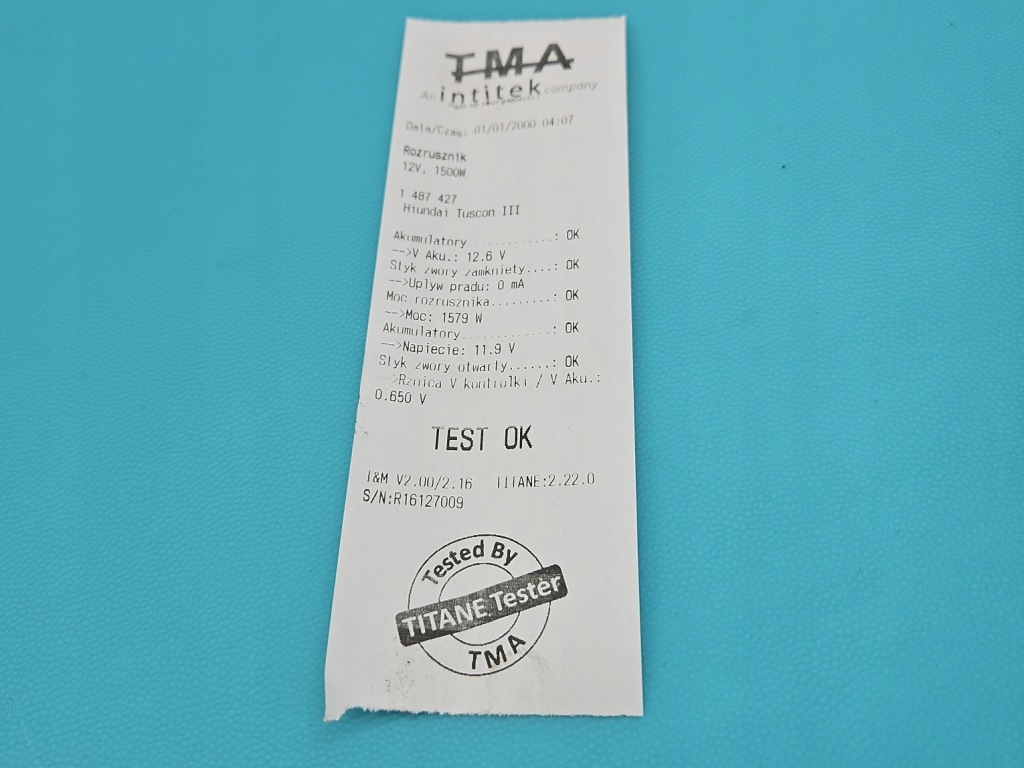 TMA
An intitek company
Data/Czas: 01/01/2000 04:07
Rozrusznik
12V, 1500W
1 487 427
Hiundai Tuscon III
Akumulatory............: OK
-->V Aku.: 12.6 V
Styk zwory zamkniety....: OK
-->Uplyw pradu: 0 mA
Moc rozrusznika.........: OK
-->Moc: 1579 W
Akumulatory.............: OK
-->Napiecie: 11.9 V
Styk zwory otwarty......: OK
-->Rznica V kontrolki / V Aku.:
0.650 V
TEST OK
I&M V2.00/2.16 TITANE:2.22.0
S/N:R16127009
Tested By
TITANE Tester
TMA